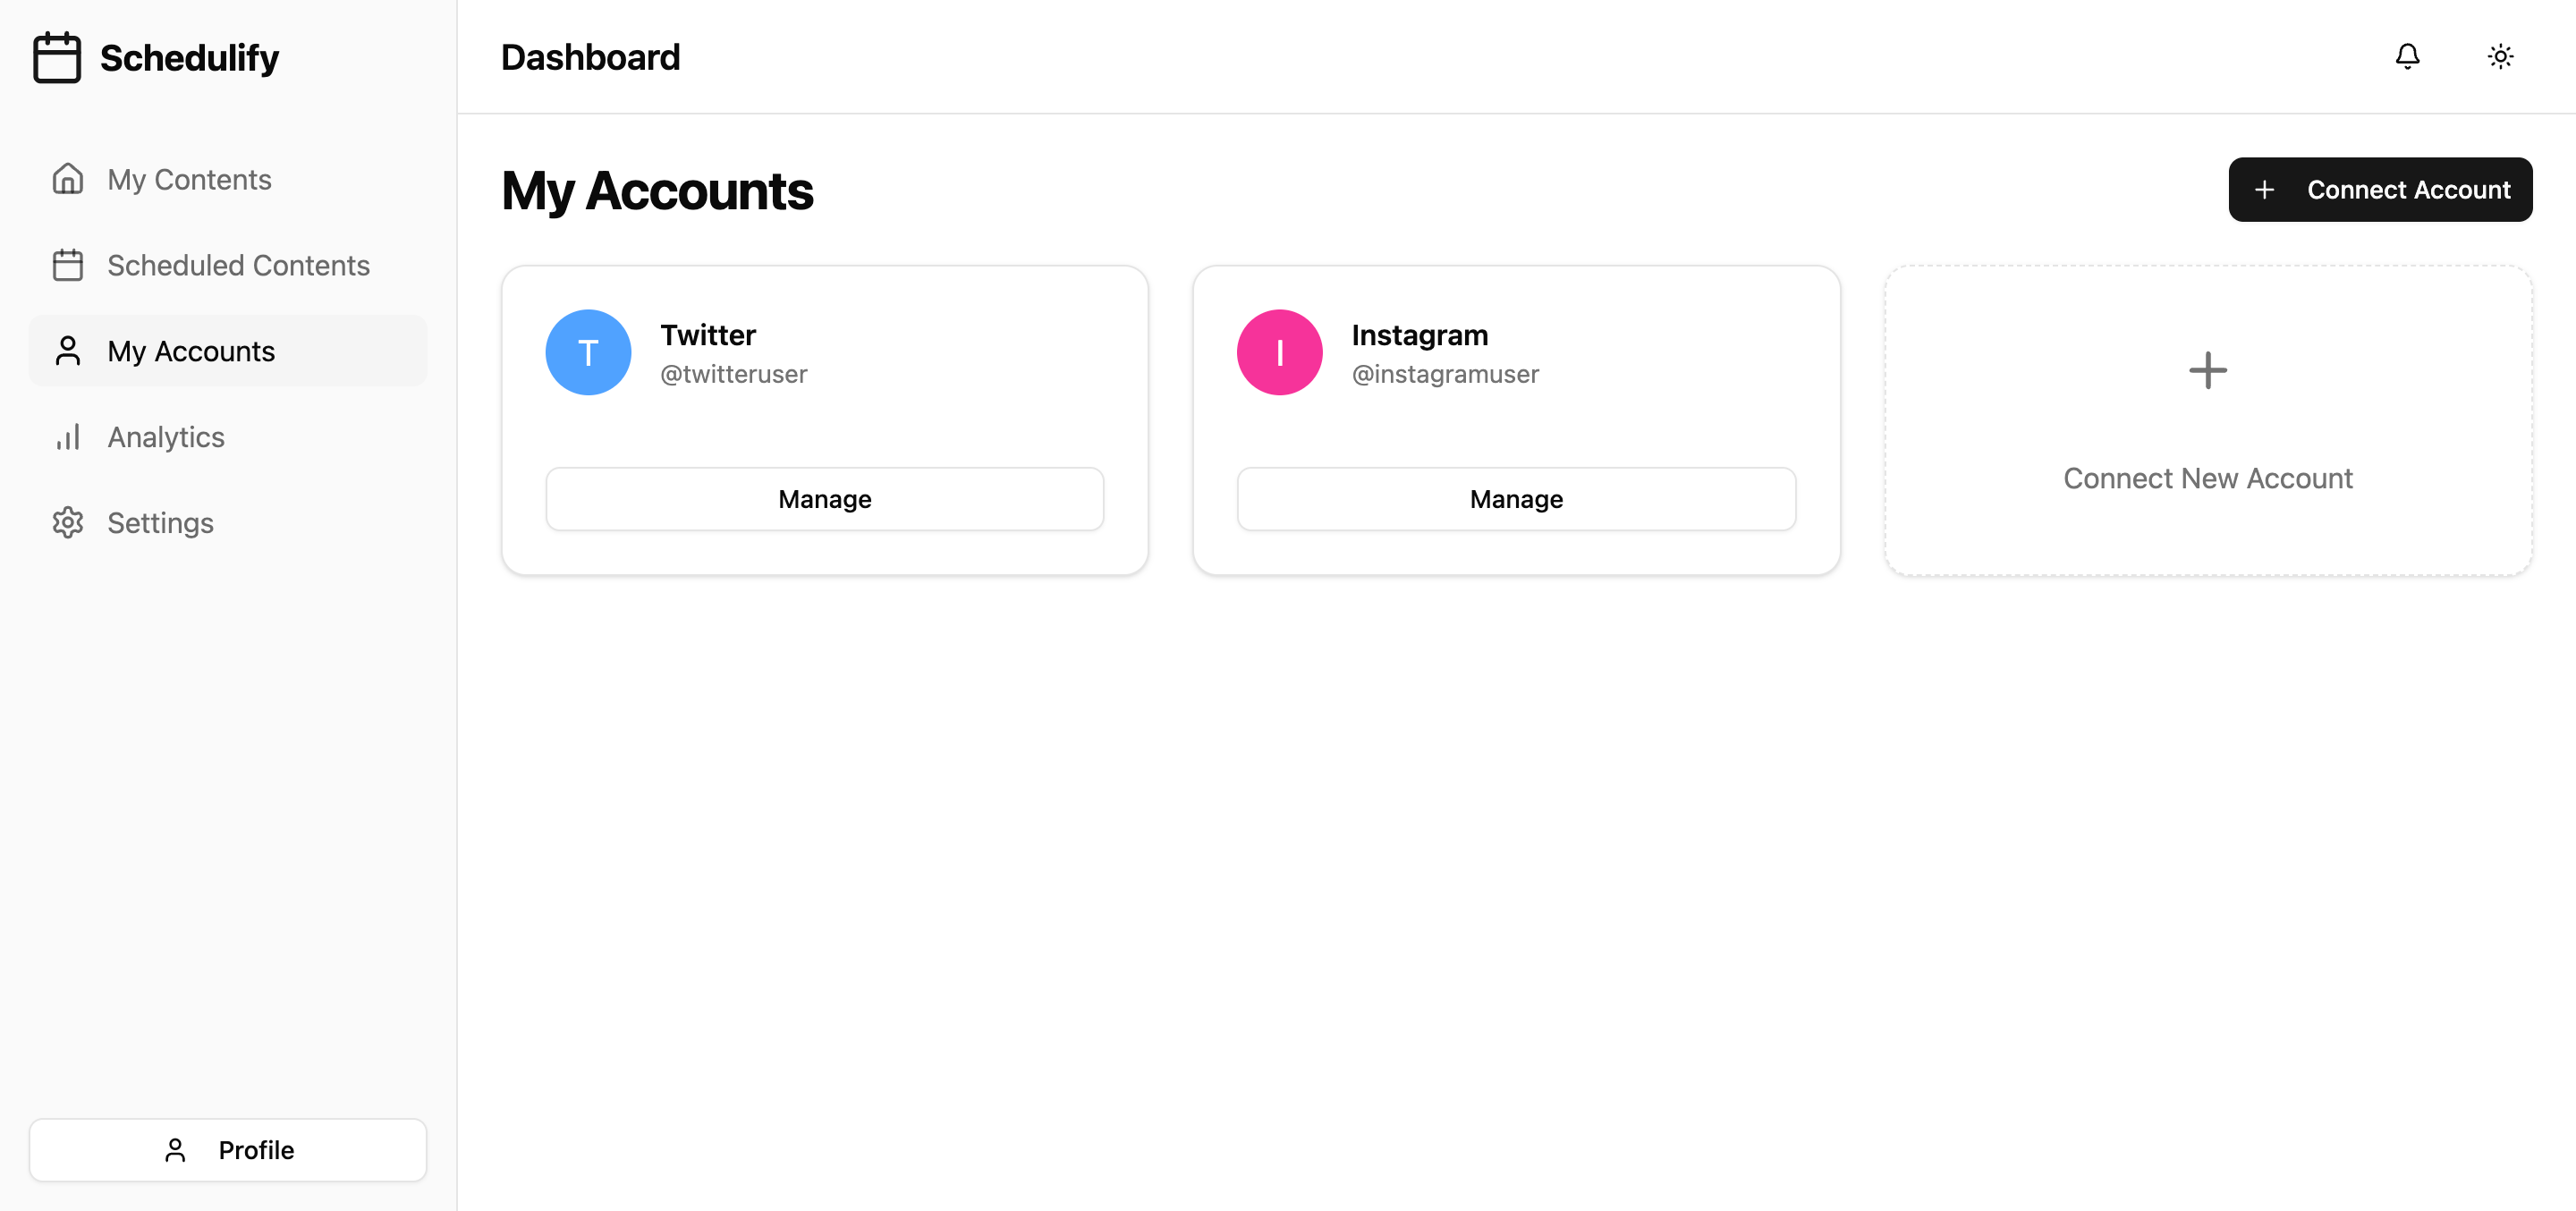 Schedulify
My Contents
Scheduled Contents
My Accounts
Analytics
Settings
Profile
Dashboard
My Accounts
Connect Account
T
Twitter
@twitteruser
Manage
I
Instagram
@instagramuser
Manage
Connect New Account